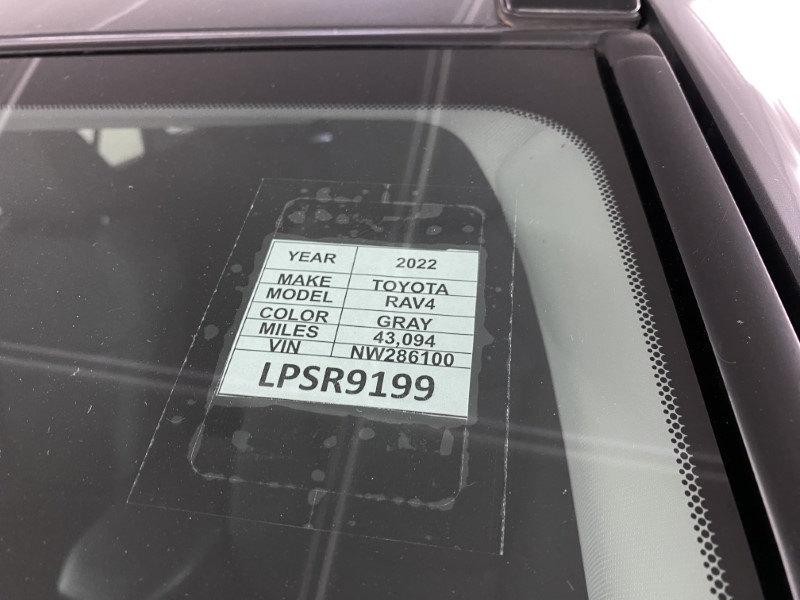 YEAR 2022
MAKE TOYOTA
MODEL RAV4
COLOR GRAY
MILES 43,094
VIN NW286100
LPSR9199